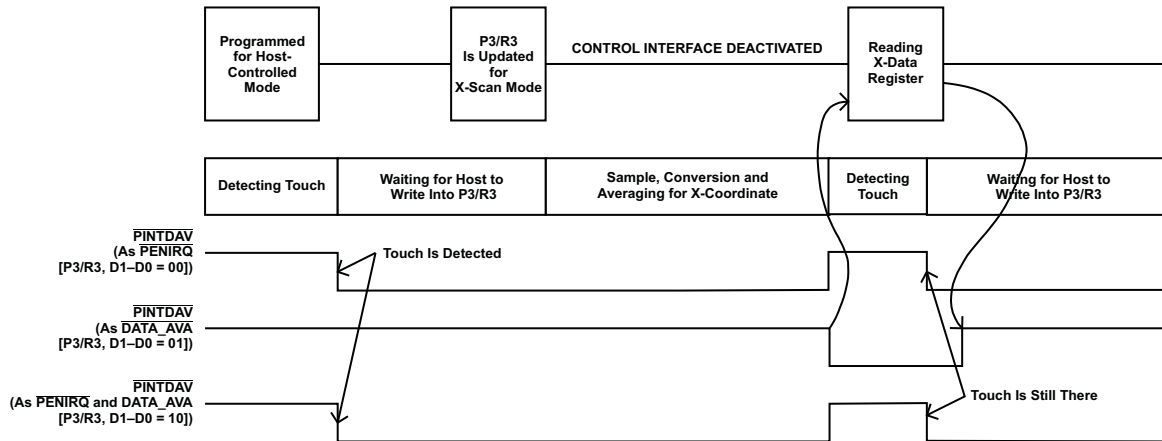 Programmed
for Host-
Controlled
Mode
P3/R3
Is Updated
for
X-Scan Mode
CONTROL INTERFACE DEACTIVATED
Reading
X-Data
Register
Detecting Touch
Waiting for Host to
Write Into P3/R3
Sample, Conversion and
Averaging for X-Coordinate
Detecting
Touch
Waiting for Host to
Write Into P3/R3
PINTDAV
(As PENIRQ
[P3/R3, D1–D0 = 00])
Touch Is Detected
PINTDAV
(As DATA_AVA
[P3/R3, D1–D0 = 01])
PINTDAV
(As PENIRQ and DATA_AVA
[P3/R3, D1–D0 = 10])
Touch Is Still There